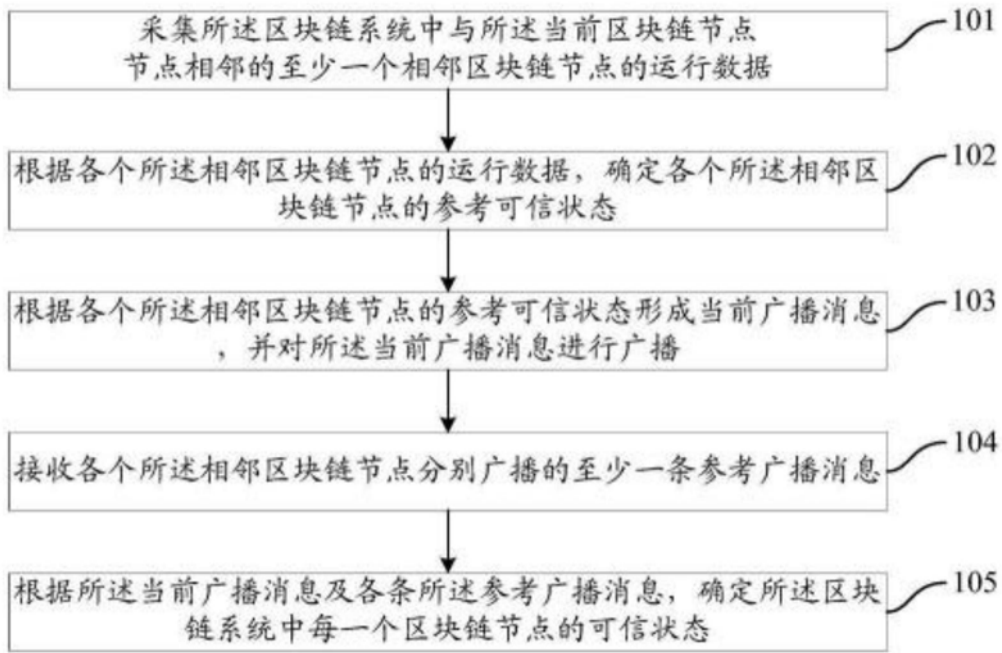 采集所述区块链系统中与所述当前区块链节点
节点相邻的至少一个相邻区块链节点的运行数据
101
根据各个所述相邻区块链节点的运行数据，确定各个所述相邻区
块链节点的参考可信状态
102
根据各个所述相邻区块链节点的参考可信状态形成当前广播消息
，并对所述当前广播消息进行广播
103
接收各个所述相邻区块链节点分别广播的至少一条参考广播消息
104
根据所述当前广播消息及各条所述参考广播消息，确定所述区块
链系统中每一个区块链节点的可信状态
105